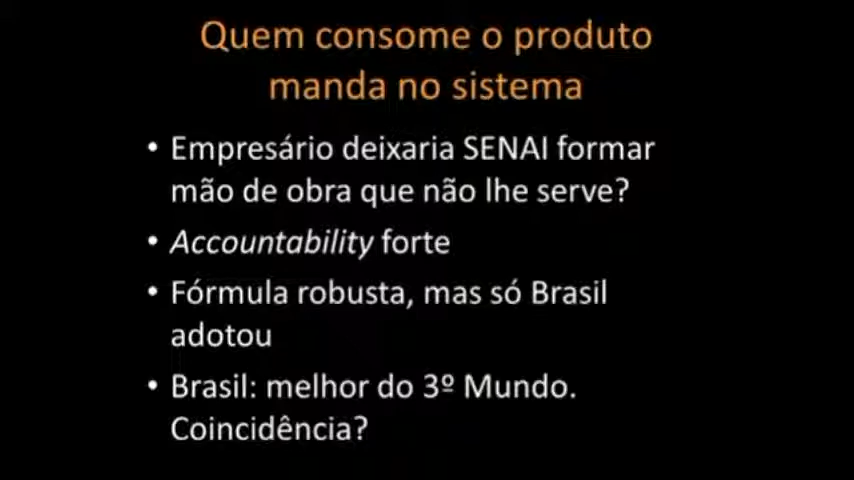 Quem consome o produto
manda no sistema
• Empresário deixaria SENAI formar
mão de obra que não lhe serve?
• Accountability forte
• Fórmula robusta, mas só Brasil
adotou
• Brasil: melhor do 3º Mundo.
Coincidência?